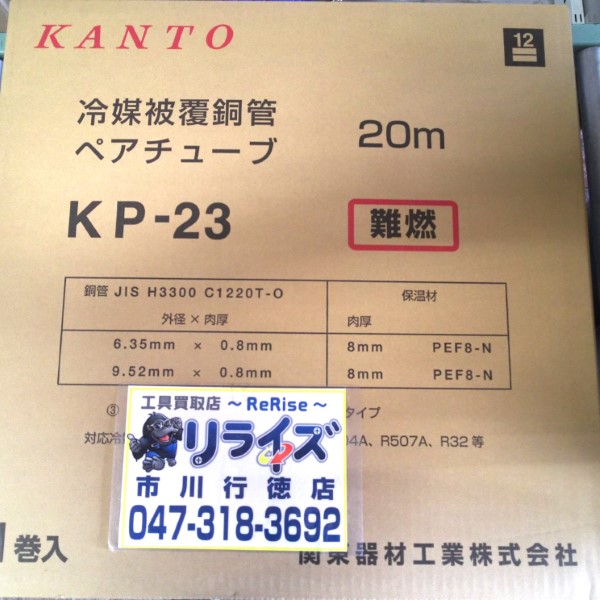 KANTO
12
冷媒被覆銅管
ペアチューブ
20m
KP-23
難燃
銅管 JIS H3300 C1220T-O
保温材
外径×肉厚
肉厚
6.35mm × 0.8mm
8mm PEF8-N
9.52mm × 0.8mm
8mm PEF8-N
③
タイプ
対応冷
04A、R507A、R32 等
工具買取店 ~ReRise~
リライズ
市川行徳店
047-318-3692
巻入
関東器材工業株式会社